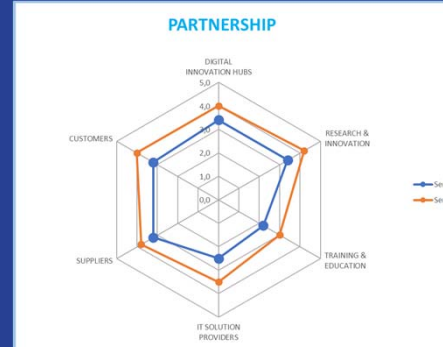 PARTNERSHIP
DIGITAL
INNOVATION HUBS
5,0
4,0
3,0
2,0
1,0
0,0
RESEARCH &
INNOVATION
TRAINING &
EDUCATION
IT SOLUTION
PROVIDERS
SUPPLIERS
CUSTOMERS